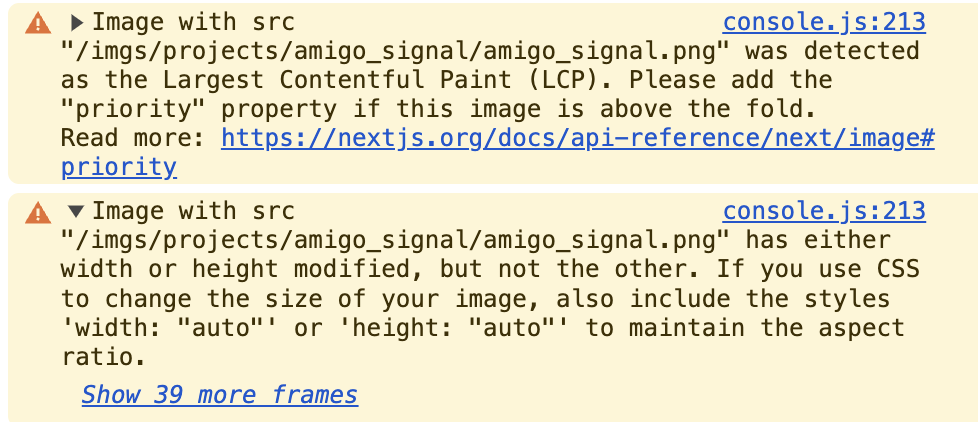 Image with src console.js:213
"/imgs/projects/amigo_signal/amigo_signal.png" was detected
as the Largest Contentful Paint (LCP). Please add the
"priority" property if this image is above the fold.
Read more: https://nextjs.org/docs/api-reference/next/image#
priority
Image with src console.js:213
"/imgs/projects/amigo_signal/amigo_signal.png" has either
width or height modified, but not the other. If you use CSS
to change the size of your image, also include the styles
'width: "auto"' or 'height: "auto"' to maintain the aspect
ratio.
Show 39 more frames